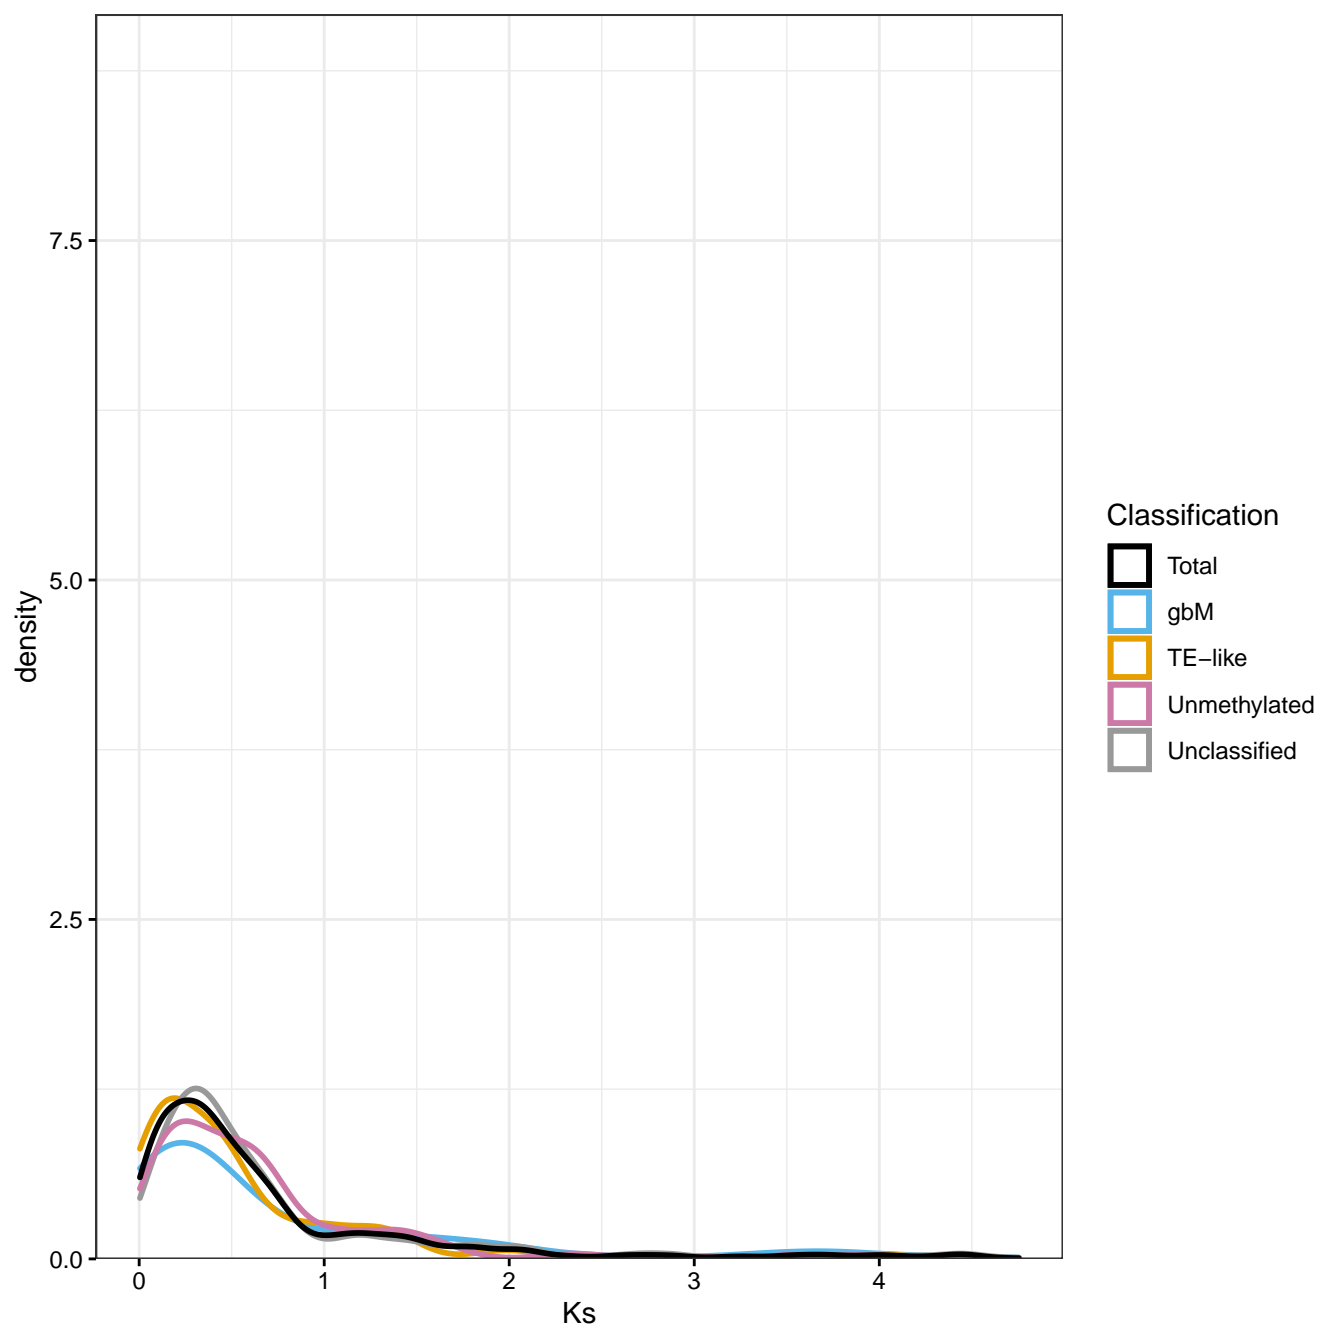 density
7.5
5.0
2.5
0.0
0
1
2
3
4
Ks
Classification
Total
gbM
TE−like
Unmethylated
Unclassified